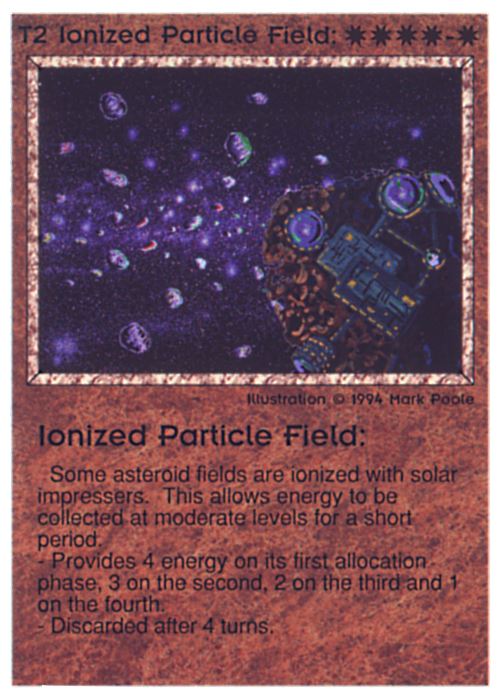 T2 Ionized Particle Field: ✷✷✷✷-✷
Illustration © 1994 Mark Poole
Ionized Particle Field:
Some asteroid fields are ionized with solar
impressers. This allows energy to be
collected at moderate levels for a short
period.
- Provides 4 energy on its first allocation
phase, 3 on the second, 2 on the third and 1
on the fourth.
- Discarded after 4 turns.